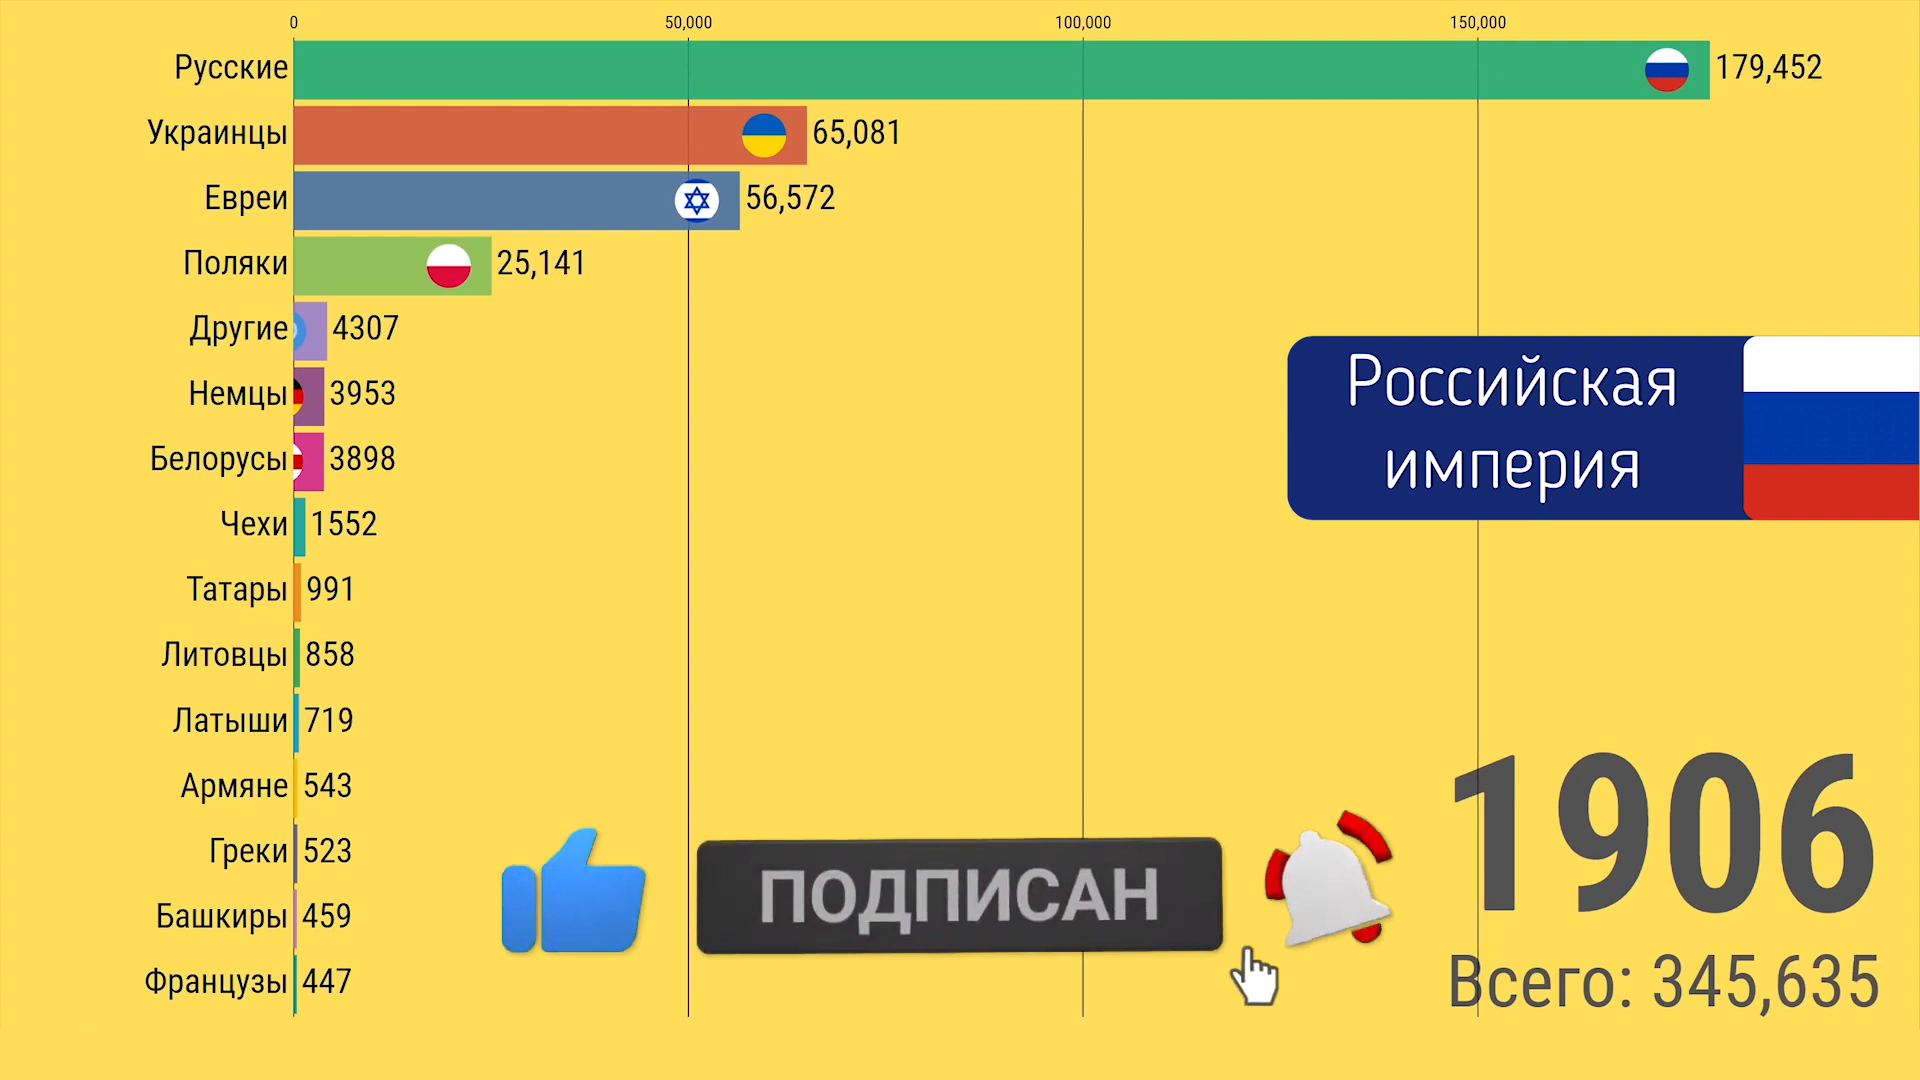 0 50,000 100,000 150,000
Русские 179,452
Украинцы 65,081
Евреи 56,572
Поляки 25,141
Другие 4307
Немцы 3953
Белорусы 3898
Чехи 1552
Татары 991
Литовцы 858
Латыши 719
Армяне 543
Греки 523
Башкиры 459
Французы 447
Российская
империя
ПОДПИСАН
1906
Всего: 345,635